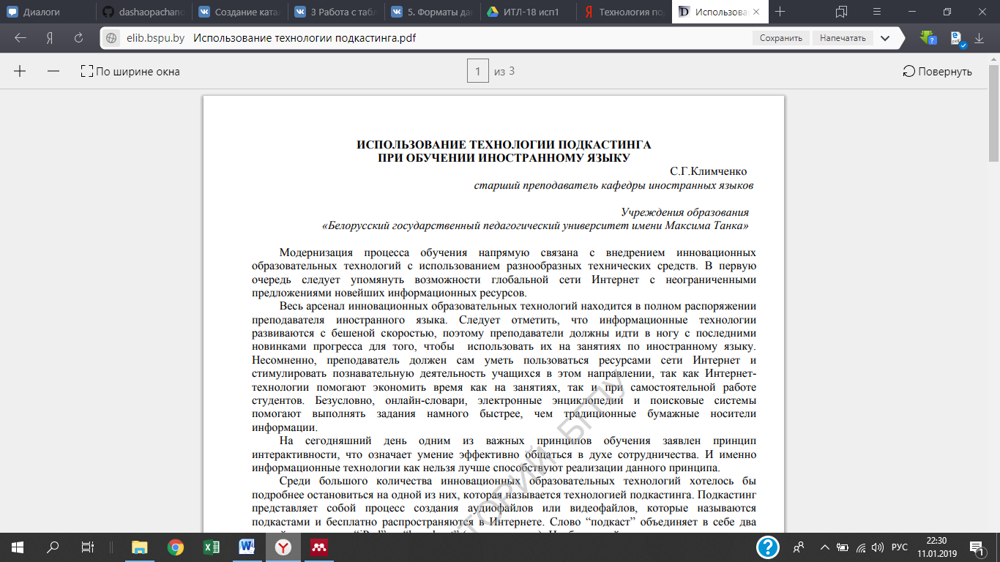 Диалоги
dashaopachano
Создание ката
3 Работа с табл
5. Форматы да
ИТЛ-18 исп1
Технология по
Использова
elib.bspu.by Использование технологии подкастинга.pdf
Сохранить
Напечатать
По ширине окна
1 из 3
Повернуть
ИСПОЛЬЗОВАНИЕ ТЕХНОЛОГИИ ПОДКАСТИНГА
ПРИ ОБУЧЕНИИ ИНОСТРАННОМУ ЯЗЫКУ
С.Г.Климченко
старший преподаватель кафедры иностранных языков
Учреждения образования
«Белорусский государственный педагогический университет имени Максима Танка»
Модернизация процесса обучения напрямую связана с внедрением инновационных
образовательных технологий с использованием разнообразных технических средств. В первую
очередь следует упомянуть возможности глобальной сети Интернет с неограниченными
предложениями новейших информационных ресурсов.
Весь арсенал инновационных образовательных технологий находится в полном распоряжении
преподавателя иностранного языка. Следует отметить, что информационные технологии
развиваются с бешеной скоростью, поэтому преподаватели должны идти в ногу с последними
новинками прогресса для того, чтобы использовать их на занятиях по иностранному языку.
Несомненно, преподаватель должен сам уметь пользоваться ресурсами сети Интернет и
стимулировать познавательную деятельность учащихся в этом направлении, так как Интернет-
технологии помогают экономить время как на занятиях, так и при самостоятельной работе
студентов. Безусловно, онлайн-словари, электронные энциклопедии и поисковые системы
помогают выполнять задания намного быстрее, чем традиционные бумажные носители
информации.
На сегодняшний день одним из важных принципов обучения заявлен принцип
интерактивности, что означает умение эффективно общаться в духе сотрудничества. И именно
информационные технологии как нельзя лучше способствуют реализации данного принципа.
Среди большого количества инновационных образовательных технологий хотелось бы
подробнее остановиться на одной из них, которая называется технологией подкастинга. Подкастинг
представляет собой процесс создания аудиофайлов или видеофайлов, которые называются
подкастами и бесплатно распространяются в Интернете. Слово “подкаст” объединяет в себе два
ТОРИЙ БГПУ
РУС
22:30
11.01.2019
1